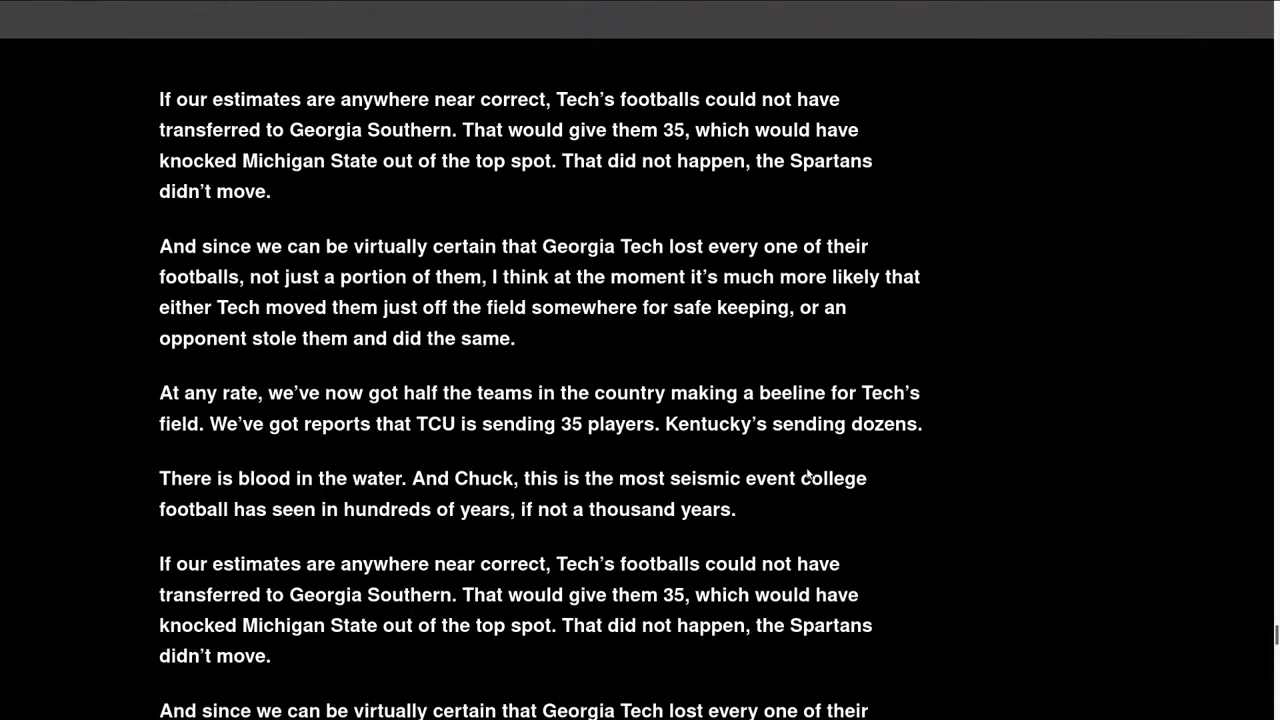 If our estimates are anywhere near correct, Tech’s footballs could not have
transferred to Georgia Southern. That would give them 35, which would have
knocked Michigan State out of the top spot. That did not happen, the Spartans
didn’t move.
And since we can be virtually certain that Georgia Tech lost every one of their
footballs, not just a portion of them, I think at the moment it’s much more likely that
either Tech moved them just off the field somewhere for safe keeping, or an
opponent stole them and did the same.
At any rate, we’ve now got half the teams in the country making a beeline for Tech’s
field. We’ve got reports that TCU is sending 35 players. Kentucky’s sending dozens.
There is blood in the water. And Chuck, this is the most seismic event college
football has seen in hundreds of years, if not a thousand years.
If our estimates are anywhere near correct, Tech’s footballs could not have
transferred to Georgia Southern. That would give them 35, which would have
knocked Michigan State out of the top spot. That did not happen, the Spartans
didn’t move.
And since we can be virtually certain that Georgia Tech lost every one of their